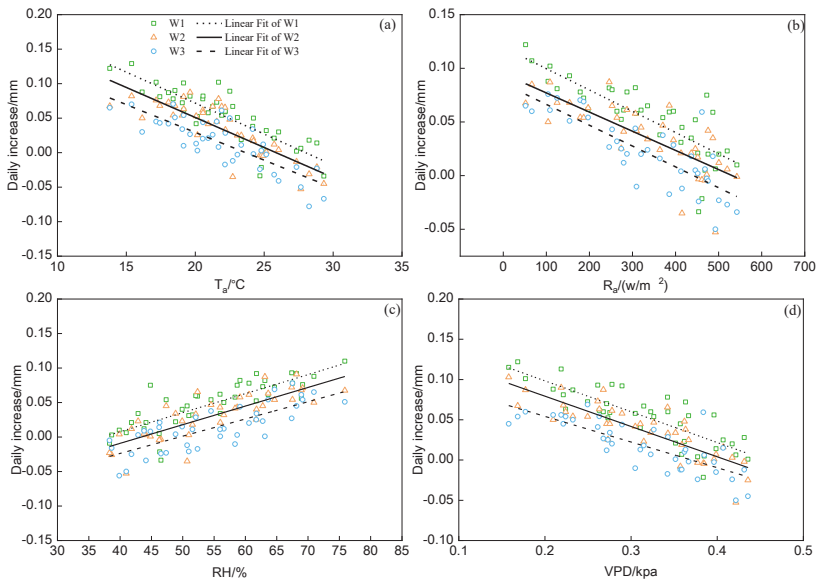 (a)
W1 Linear Fit of W1
W2 Linear Fit of W2
W3 Linear Fit of W3
0.20
0.15
0.10
0.05
0.00
-0.05
-0.10
-0.15
Daily increase/mm
10 15 20 25 30 35
Ta/°C
(b)
0.15
0.10
0.05
0.00
-0.05
Daily increase/mm
0 100 200 300 400 500 600 700
Ra/(w/m ²)
(c)
0.20
0.15
0.10
0.05
0.00
-0.05
-0.10
-0.15
Daily increase/mm
30 35 40 45 50 55 60 65 70 75 80 85
RH/%
(d)
0.20
0.15
0.10
0.05
0.00
-0.05
-0.10
Daily increase/mm
0.1 0.2 0.3 0.4 0.5
VPD/kpa